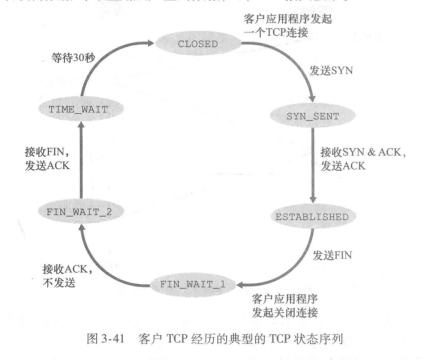 客户应用程序发起
一个TCP连接
CLOSED
等待30秒
发送SYN
TIME_WAIT
SYN_SENT
接收FIN,
发送ACK
接收SYN & ACK,
发送ACK
FIN_WAIT_2
ESTABLISHED
接收ACK,
不发送
发送FIN
FIN_WAIT_1
客户应用程序
发起关闭连接
图 3-41 客户 TCP 经历的典型的 TCP 状态序列